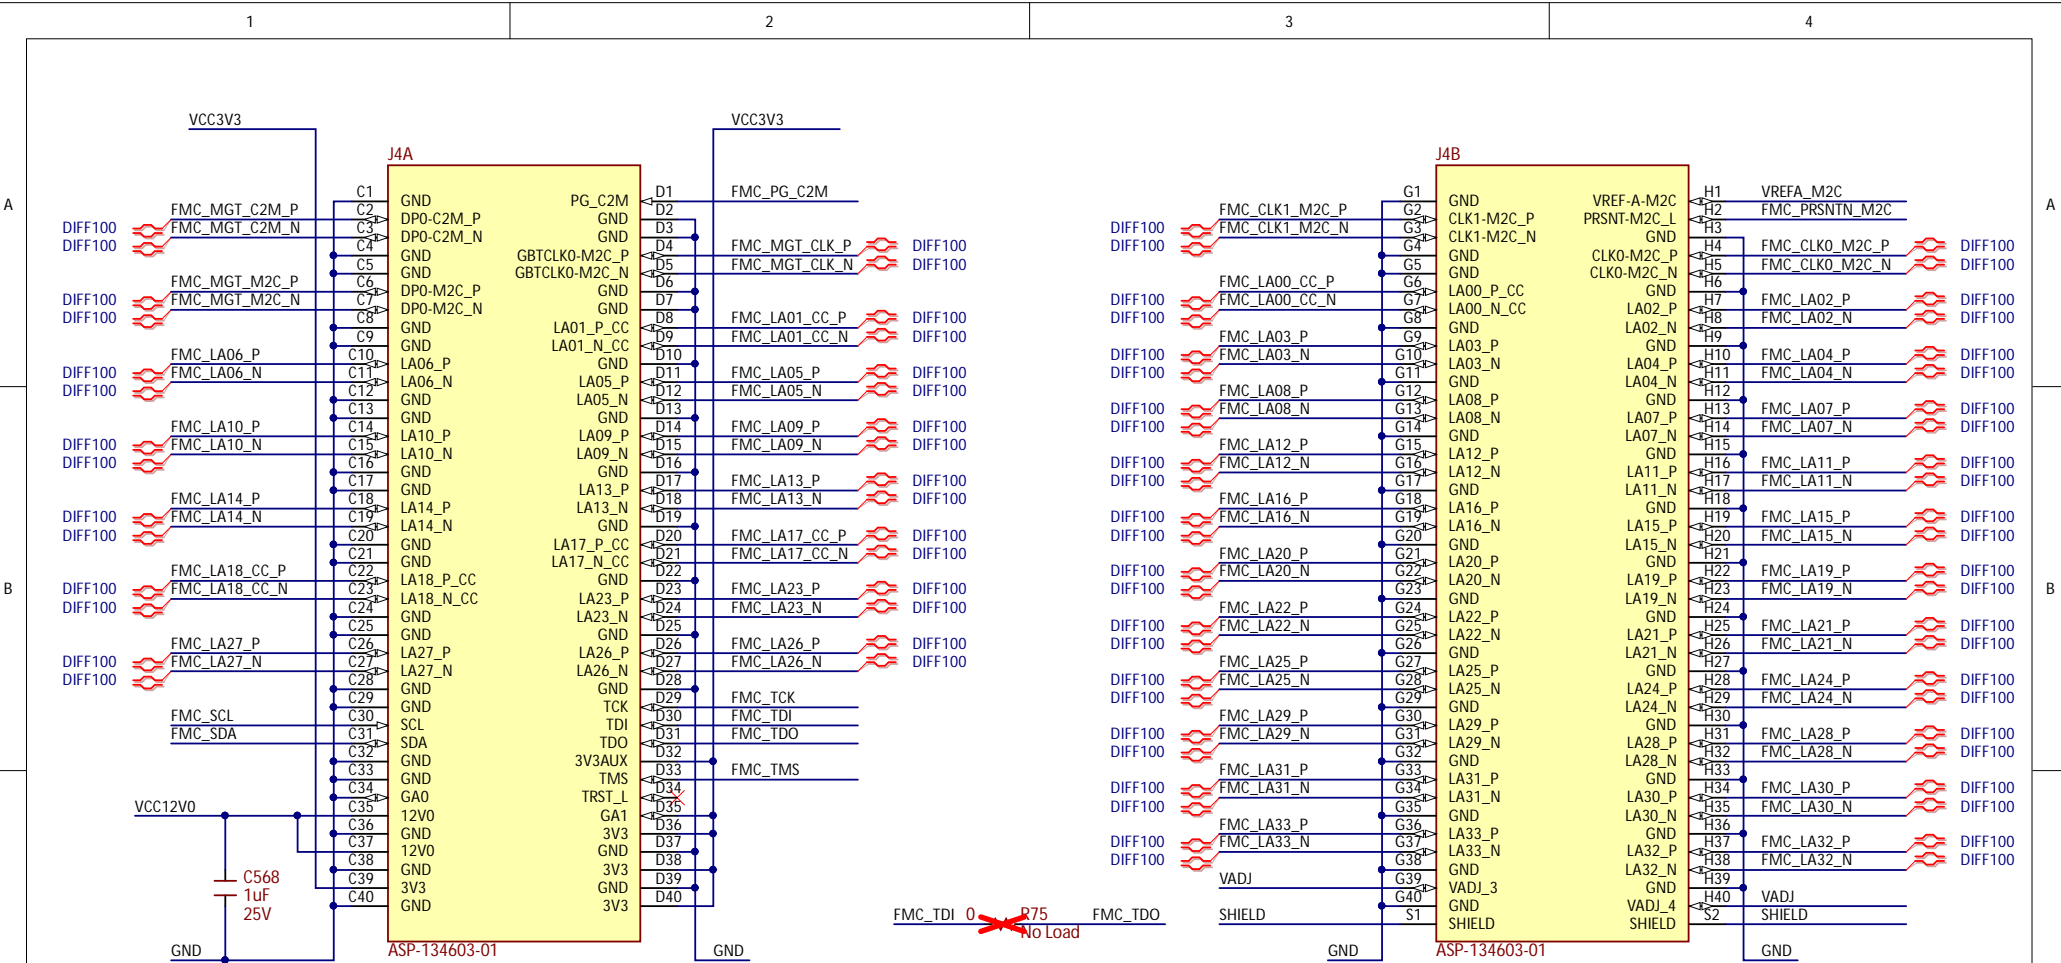 1 2 3 4
A A
B B
VCC3V3 VCC3V3
J4A
C1 GND PG_C2M D1 FMC_PG_C2M
DIFF100 FMC_MGT_C2M_P C2 DP0-C2M_P GND D2
DIFF100 FMC_MGT_C2M_N C3 DP0-C2M_N GND D3
C4 GND GBTCLK0-M2C_P D4 FMC_MGT_CLK_P DIFF100
C5 GND GBTCLK0-M2C_N D5 FMC_MGT_CLK_N DIFF100
DIFF100 FMC_MGT_M2C_P C6 DP0-M2C_P GND D6
DIFF100 FMC_MGT_M2C_N C7 DP0-M2C_N GND D7
C8 GND LA01_P_CC D8 FMC_LA01_CC_P DIFF100
C9 GND LA01_N_CC D9 FMC_LA01_CC_N DIFF100
DIFF100 FMC_LA06_P C10 LA06_P GND D10
DIFF100 FMC_LA06_N C11 LA06_N LA05_P D11 FMC_LA05_P DIFF100
C12 GND LA05_N D12 FMC_LA05_N DIFF100
C13 GND GND D13
DIFF100 FMC_LA10_P C14 LA10_P LA09_P D14 FMC_LA09_P DIFF100
DIFF100 FMC_LA10_N C15 LA10_N LA09_N D15 FMC_LA09_N DIFF100
C16 GND GND D16
C17 GND LA13_P D17 FMC_LA13_P DIFF100
DIFF100 FMC_LA14_P C18 LA14_P LA13_N D18 FMC_LA13_N DIFF100
DIFF100 FMC_LA14_N C19 LA14_N GND D19
C20 GND LA17_P_CC D20 FMC_LA17_CC_P DIFF100
C21 GND LA17_N_CC D21 FMC_LA17_CC_N DIFF100
DIFF100 FMC_LA18_CC_P C22 LA18_P_CC GND D22
DIFF100 FMC_LA18_CC_N C23 LA18_N_CC LA23_P D23 FMC_LA23_P DIFF100
C24 GND LA23_N D24 FMC_LA23_N DIFF100
C25 GND GND D25
DIFF100 FMC_LA27_P C26 LA27_P LA26_P D26 FMC_LA26_P DIFF100
DIFF100 FMC_LA27_N C27 LA27_N LA26_N D27 FMC_LA26_N DIFF100
C28 GND GND D28
C29 GND TCK D29 FMC_TCK
FMC_SCL C30 SCL TDI D30 FMC_TDI
FMC_SDA C31 SDA TDO D31 FMC_TDO
C32 GND 3V3AUX D32
C33 GND TMS D33 FMC_TMS
C34 GA0 TRST_L D34
VCC12V0 C35 12V0 GA1 D35
C36 GND 3V3 D36
C37 12V0 GND D37
C38 GND 3V3 D38
C39 3V3 GND D39
C40 GND 3V3 D40
C568
1uF
25V
GND ASP-134603-01 GND
FMC_TDI 0 R75 FMC_TDO
No Load
J4B
G1 GND VREF-A-M2C H1 VREFA_M2C
DIFF100 FMC_CLK1_M2C_P G2 CLK1-M2C_P PRSNT-M2C_L H2 FMC_PRSNTN_M2C
DIFF100 FMC_CLK1_M2C_N G3 CLK1-M2C_N GND H3
G4 GND CLK0-M2C_P H4 FMC_CLK0_M2C_P DIFF100
G5 GND CLK0-M2C_N H5 FMC_CLK0_M2C_N DIFF100
DIFF100 FMC_LA00_CC_P G6 LA00_P_CC GND H6
DIFF100 FMC_LA00_CC_N G7 LA00_N_CC LA02_P H7 FMC_LA02_P DIFF100
G8 GND LA02_N H8 FMC_LA02_N DIFF100
DIFF100 FMC_LA03_P G9 LA03_P GND H9
DIFF100 FMC_LA03_N G10 LA03_N LA04_P H10 FMC_LA04_P DIFF100
G11 GND LA04_N H11 FMC_LA04_N DIFF100
DIFF100 FMC_LA08_P G12 LA08_P GND H12
DIFF100 FMC_LA08_N G13 LA08_N LA07_P H13 FMC_LA07_P DIFF100
G14 GND LA07_N H14 FMC_LA07_N DIFF100
DIFF100 FMC_LA12_P G15 LA12_P GND H15
DIFF100 FMC_LA12_N G16 LA12_N LA11_P H16 FMC_LA11_P DIFF100
G17 GND LA11_N H17 FMC_LA11_N DIFF100
DIFF100 FMC_LA16_P G18 LA16_P GND H18
DIFF100 FMC_LA16_N G19 LA16_N LA15_P H19 FMC_LA15_P DIFF100
G20 GND LA15_N H20 FMC_LA15_N DIFF100
DIFF100 FMC_LA20_P G21 LA20_P GND H21
DIFF100 FMC_LA20_N G22 LA20_N LA19_P H22 FMC_LA19_P DIFF100
G23 GND LA19_N H23 FMC_LA19_N DIFF100
DIFF100 FMC_LA22_P G24 LA22_P GND H24
DIFF100 FMC_LA22_N G25 LA22_N LA21_P H25 FMC_LA21_P DIFF100
G26 GND LA21_N H26 FMC_LA21_N DIFF100
DIFF100 FMC_LA25_P G27 LA25_P GND H27
DIFF100 FMC_LA25_N G28 LA25_N LA24_P H28 FMC_LA24_P DIFF100
G29 GND LA24_N H29 FMC_LA24_N DIFF100
DIFF100 FMC_LA29_P G30 LA29_P GND H30
DIFF100 FMC_LA29_N G31 LA29_N LA28_P H31 FMC_LA28_P DIFF100
G32 GND LA28_N H32 FMC_LA28_N DIFF100
DIFF100 FMC_LA31_P G33 LA31_P GND H33
DIFF100 FMC_LA31_N G34 LA31_N LA30_P H34 FMC_LA30_P DIFF100
G35 GND LA30_N H35 FMC_LA30_N DIFF100
DIFF100 FMC_LA33_P G36 LA33_P GND H36
DIFF100 FMC_LA33_N G37 LA33_N LA32_P H37 FMC_LA32_P DIFF100
G38 GND LA32_N H38 FMC_LA32_N DIFF100
VADJ G39 VADJ_3 GND H39
G40 GND VADJ_4 H40 VADJ
SHIELD S1 SHIELD SHIELD S2 SHIELD
GND ASP-134603-01 GND